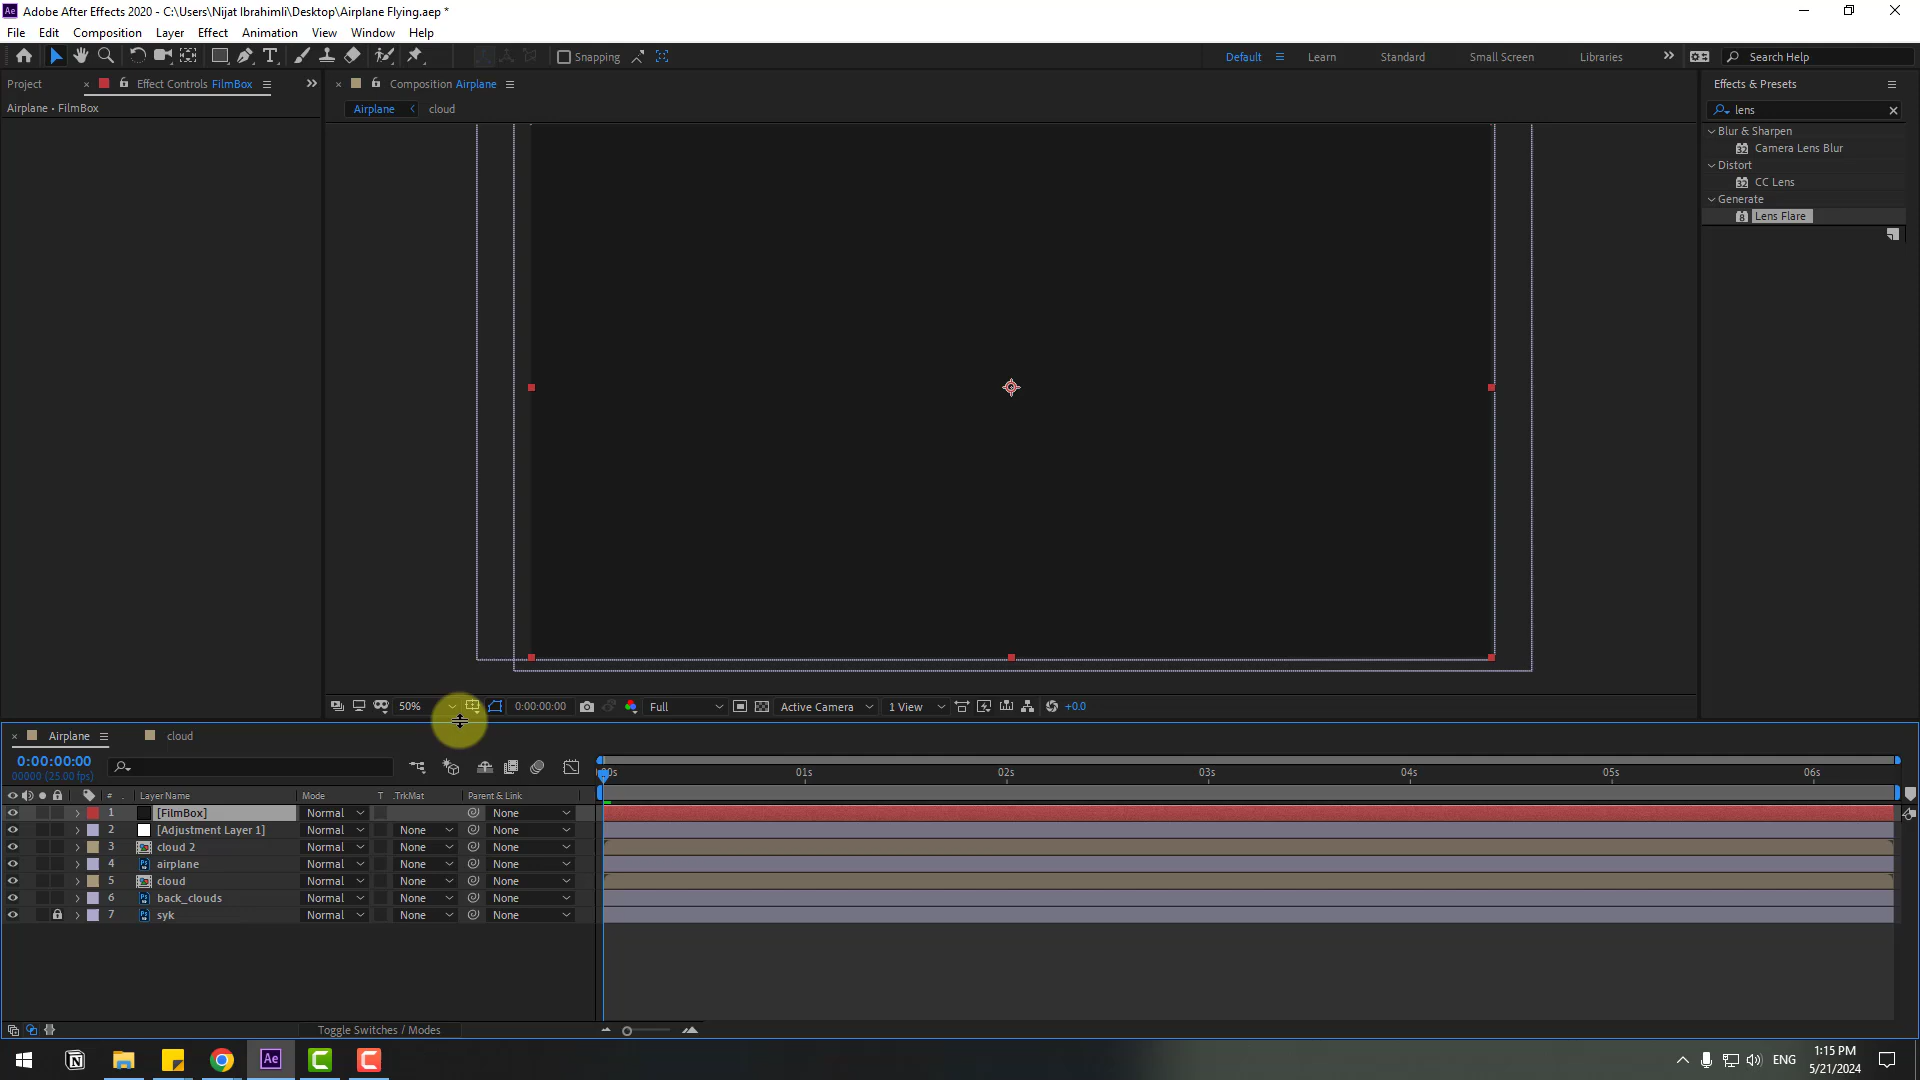 Adobe After Effects 2020 - C:\Users\Nijat Ibrahimli\Desktop\Airplane Flying.aep *
File Edit Composition Layer Effect Animation View Window Help
Snapping Default Learn Standard Small Screen Libraries Search Help
Project Effect Controls FilmBox Composition Airplane Effects & Presets
Airplane • FilmBox Airplane cloud lens
Blur & Sharpen
Camera Lens Blur
Distort
CC Lens
Generate
Lens Flare
50% 0:00:00:00 Full Active Camera 1 View +0.0
Airplane cloud
0:00:00:00
00000 (25.00 fps)
:00s 01s 02s 03s 04s 05s 06s
# Layer Name Mode T .TrkMat Parent & Link
1 [FilmBox] Normal None
2 [Adjustment Layer 1] Normal None None
3 cloud 2 Normal None None
4 airplane Normal None None
5 cloud Normal None None
6 back_clouds Normal None None
7 syk Normal None None
Toggle Switches / Modes
Ae ENG 1:15 PM
5/21/2024